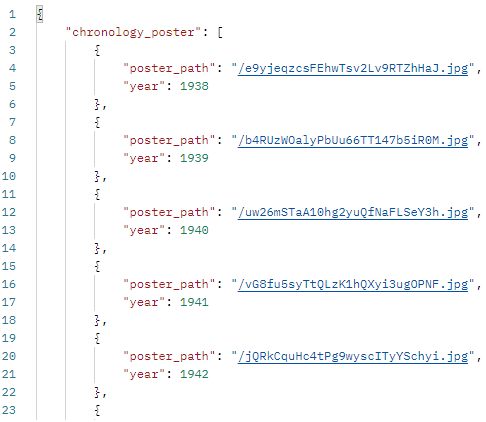 1 {
2 "chronology_poster": [
3 {
4 "poster_path": "/e9yjeqzcsFEhwTsv2Lv9RTZhHaJ.jpg",
5 "year": 1938
6 },
7 {
8 "poster_path": "/b4RUzWOalyPbUu66TT147b5iR0M.jpg",
9 "year": 1939
10 },
11 {
12 "poster_path": "/uw26mSTaA10hg2yuQfNaFLSeY3h.jpg",
13 "year": 1940
14 },
15 {
16 "poster_path": "/vG8fu5syTtQLzK1hQXyi3ugOPNF.jpg",
17 "year": 1941
18 },
19 {
20 "poster_path": "/jQRkCquHc4tPg9wyscITyYSchyi.jpg",
21 "year": 1942
22 },
23 {